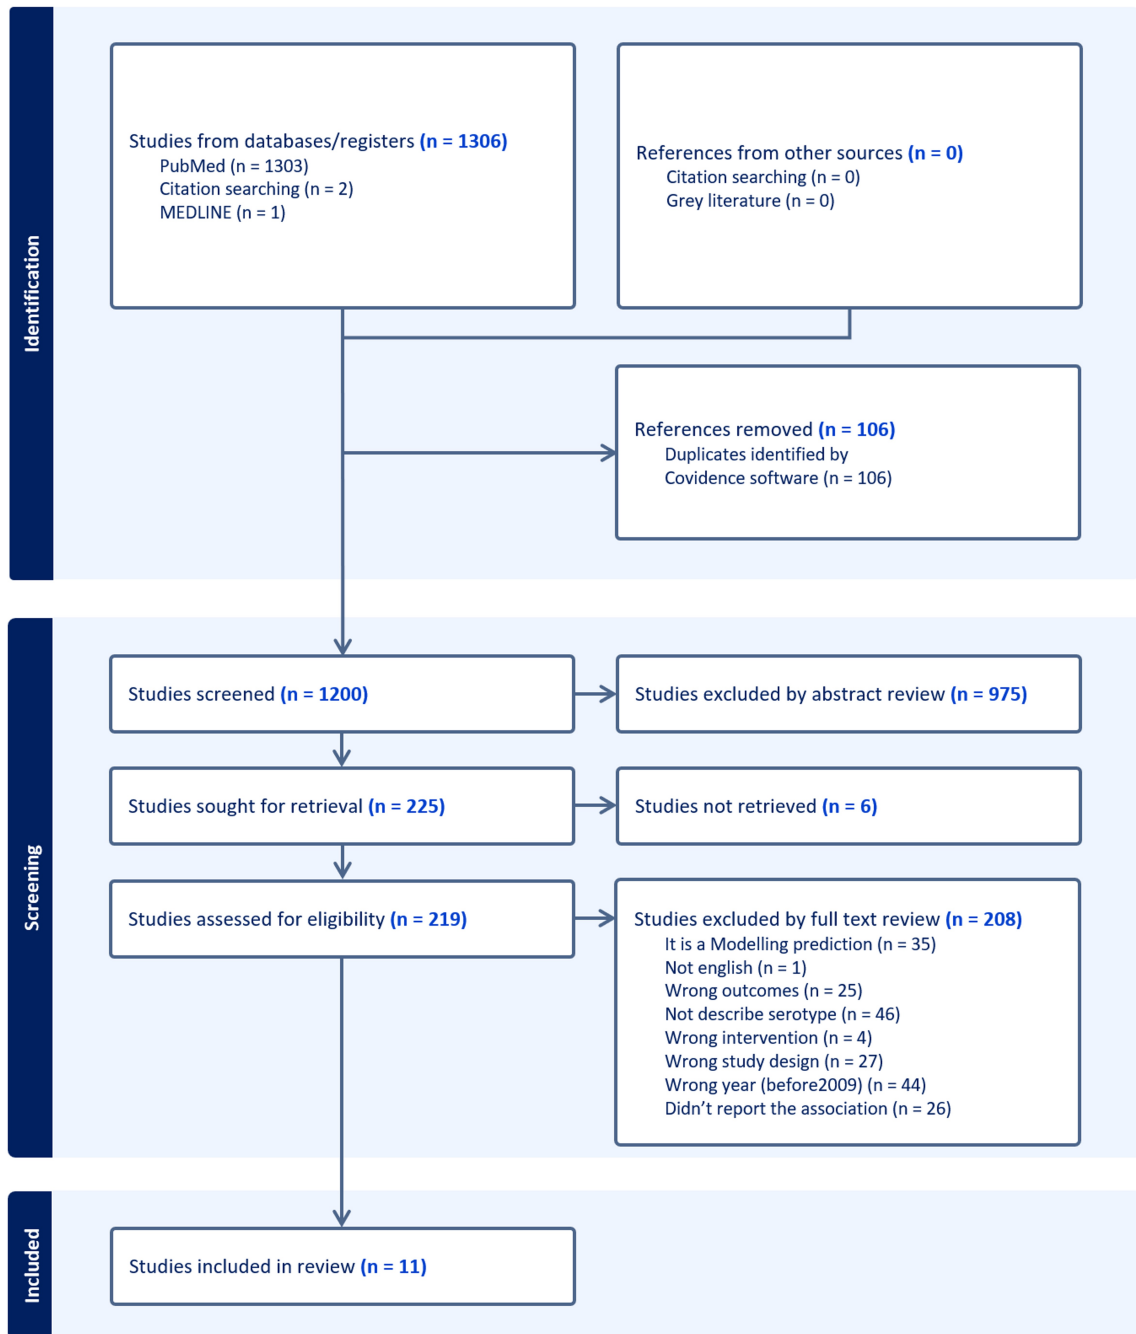 Identification
Studies from databases/registers (n = 1306)
PubMed (n = 1303)
Citation searching (n = 2)
MEDLINE (n = 1)
References from other sources (n = 0)
Citation searching (n = 0)
Grey literature (n = 0)
References removed (n = 106)
Duplicates identified by
Covidence software (n = 106)
Screening
Studies screened (n = 1200)
Studies excluded by abstract review (n = 975)
Studies sought for retrieval (n = 225)
Studies not retrieved (n = 6)
Studies assessed for eligibility (n = 219)
Studies excluded by full text review (n = 208)
It is a Modelling prediction (n = 35)
Not english (n = 1)
Wrong outcomes (n = 25)
Not describe serotype (n = 46)
Wrong intervention (n = 4)
Wrong study design (n = 27)
Wrong year (before2009) (n = 44)
Didn’t report the association (n = 26)
Included
Studies included in review (n = 11)